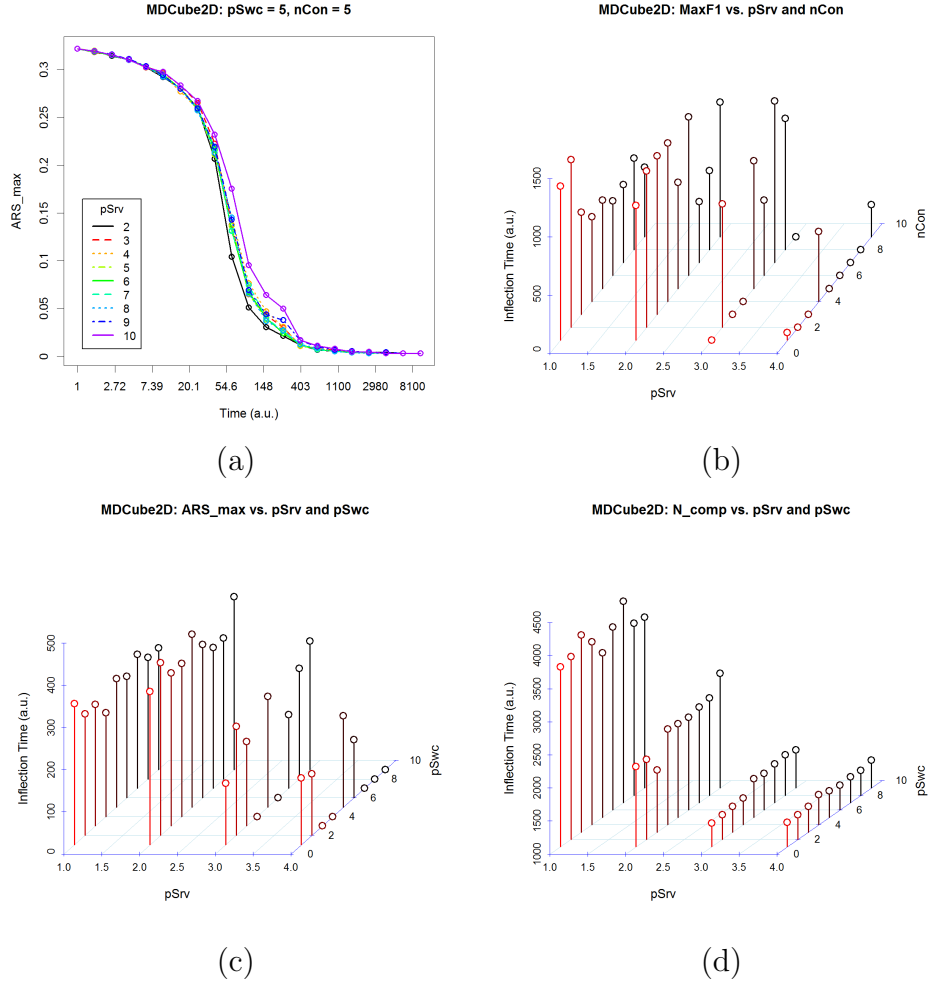 MDCube2D: pSwc = 5, nCon = 5
ARS_max
0.3
0.25
0.2
0.15
0.1
0.05
0
pSrv
2
3
4
5
6
7
8
9
10
1 2.72 7.39 20.1 54.6 148 403 1100 2980 8100
Time (a.u.)
(a)
MDCube2D: MaxF1 vs. pSrv and nCon
Inflection Time (a.u.)
1500
1000
500
0
1.0 1.5 2.0 2.5 3.0 3.5 4.0
pSrv
10
8
6
4
2
0
nCon
(b)
MDCube2D: ARS_max vs. pSrv and pSwc
Inflection Time (a.u.)
500
400
300
200
100
0
1.0 1.5 2.0 2.5 3.0 3.5 4.0
pSrv
10
8
6
4
2
0
pSwc
(c)
MDCube2D: N_comp vs. pSrv and pSwc
Inflection Time (a.u.)
4500
4000
3500
3000
2500
2000
1500
1000
1.0 1.5 2.0 2.5 3.0 3.5 4.0
pSrv
10
8
6
4
2
0
pSwc
(d)